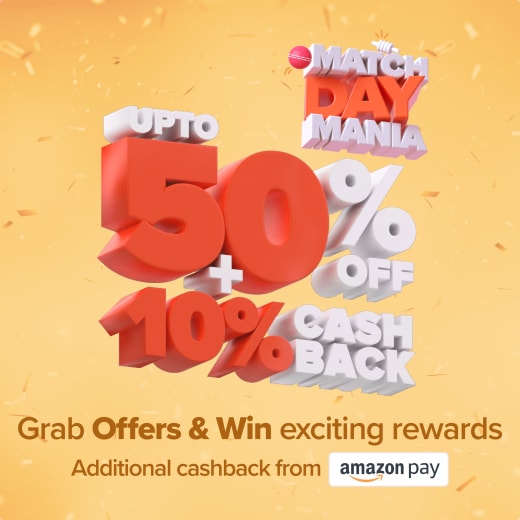 MATCH
DAY
MANIA
UPTO
50%
OFF
+
10% CASH
BACK
Grab Offers & Win exciting rewards
Additional cashback from amazon pay